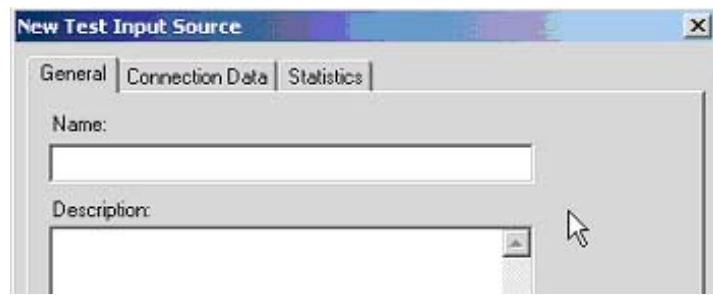 New Test Input Source
General Connection Data Statistics
Name:
Description: